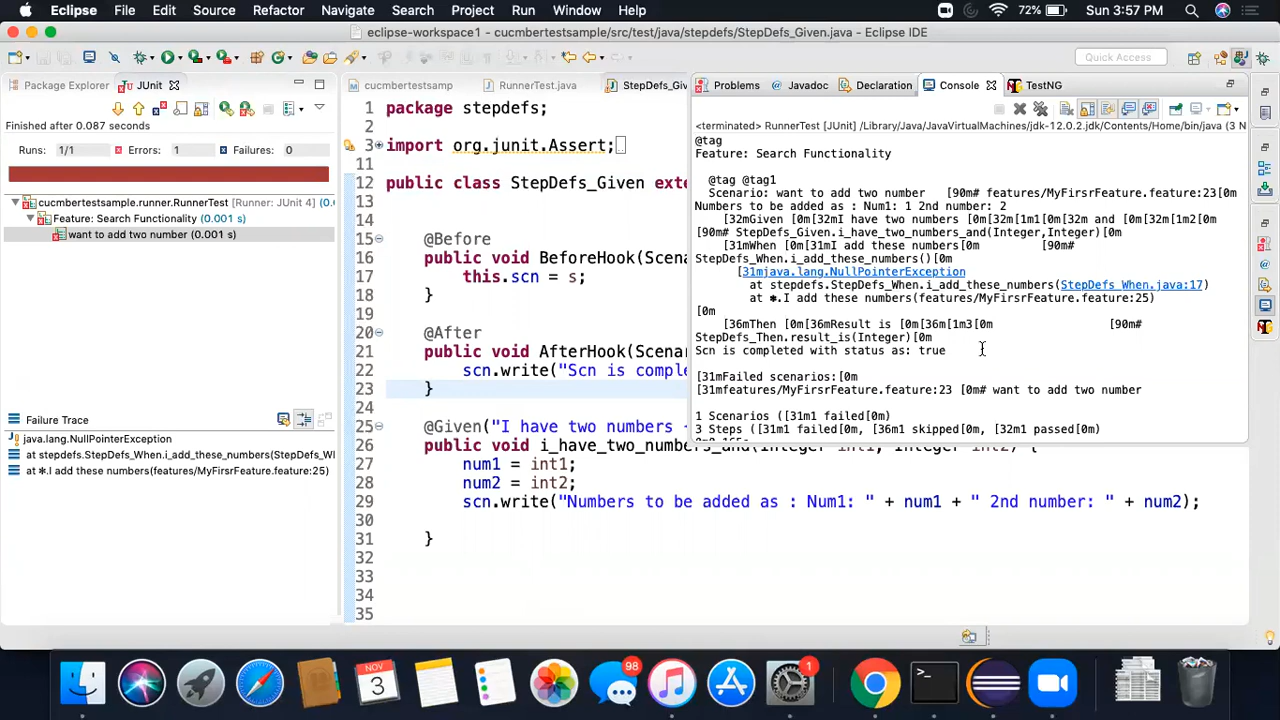 Eclipse File Edit Source Refactor Navigate Search Project Run Window Help 72% Sun 3:57 PM
eclipse-workspace1 - cucmbertestsample/src/test/java/stepdefs/StepDefs_Given.java - Eclipse IDE
Quick Access
Package Explorer JUnit
Finished after 0.087 seconds
Runs: 1/1 Errors: 1 Failures: 0
cucmbertestsample.runner.RunnerTest [Runner: JUnit 4] (0.0
Feature: Search Functionality (0.001 s)
want to add two number (0.001 s)
Failure Trace
java.lang.NullPointerException
at stepdefs.StepDefs_When.i_add_these_numbers(StepDefs_W
at ✽.I add these numbers(features/MyFirsrFeature.feature:25)
cucmbertestsamp RunnerTest.java StepDefs_Giv
1 package stepdefs;
2
3 import org.junit.Assert;
11
12 public class StepDefs_Given ext
13
14
15 @Before
16 public void BeforeHook(Scen
17 this.scn = s;
18 }
19
20 @After
21 public void AfterHook(Scena
22 scn.write("Scn is comple
23 }
24
25 @Given("I have two numbers
26 public void i_have_two_numbers_and(Integer int1, Integer int2) {
27 num1 = int1;
28 num2 = int2;
29 scn.write("Numbers to be added as : Num1: " + num1 + " 2nd number: " + num2);
30
31 }
32
33
34
35
Problems Javadoc Declaration Console TestNG
<terminated> RunnerTest [JUnit] /Library/Java/JavaVirtualMachines/jdk-12.0.2.jdk/Contents/Home/bin/java (3 N
@tag
Feature: Search Functionality
@tag @tag1
Scenario: want to add two number [90m# features/MyFirsrFeature.feature:23[0m
Numbers to be added as : Num1: 1 2nd number: 2
[32mGiven [0m[32mI have two numbers [0m[32m[1m1[0m[32m and [0m[32m[1m2[0m
[90m# StepDefs_Given.i_have_two_numbers_and(Integer,Integer)[0m
[31mWhen [0m[31mI add these numbers[0m [90m#
StepDefs_When.i_add_these_numbers()[0m
[31mjava.lang.NullPointerException
at stepdefs.StepDefs_When.i_add_these_numbers(StepDefs_When.java:17)
at ✽.I add these numbers(features/MyFirsrFeature.feature:25)
[0m
[36mThen [0m[36mResult is [0m[36m[1m3[0m [90m#
StepDefs_Then.result_is(Integer)[0m
Scn is completed with status as: true
[31mFailed scenarios:[0m
[31mfeatures/MyFirsrFeature.feature:23 [0m# want to add two number
1 Scenarios ([31m1 failed[0m)
3 Steps ([31m1 failed[0m, [36m1 skipped[0m, [32m1 passed[0m)
NOV
3
98
1